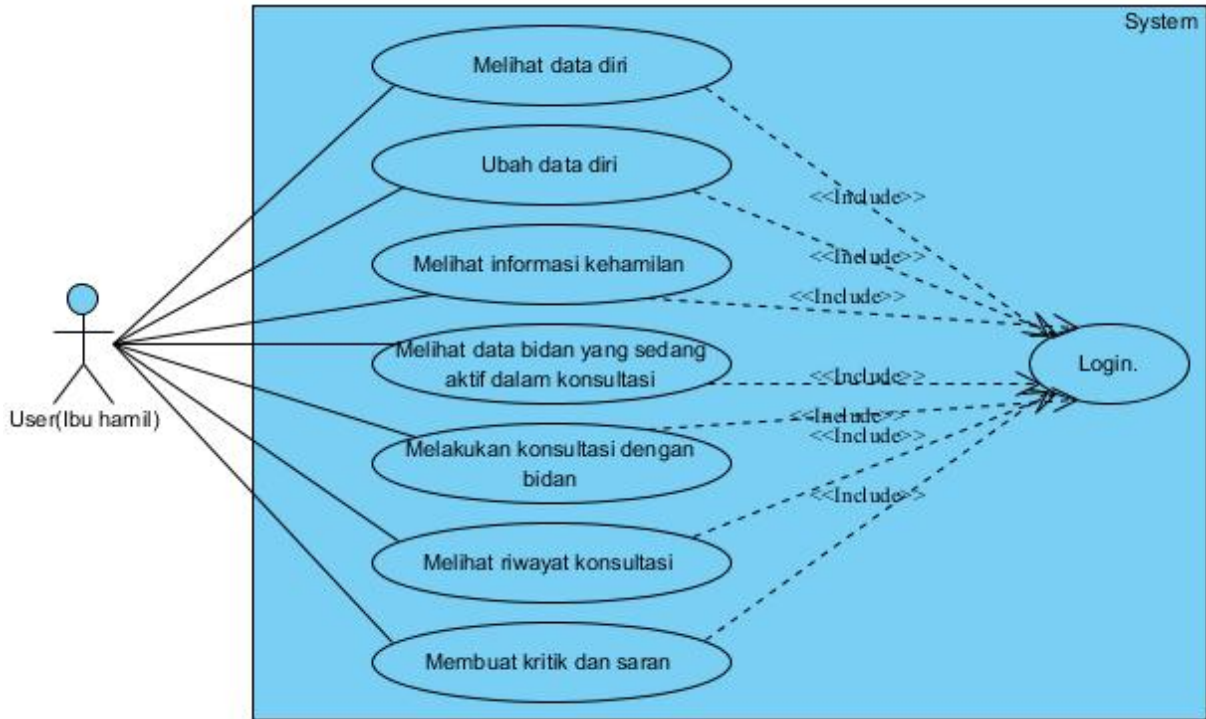 System
Melihat data diri
Ubah data diri
<<Include>>
<<Include>>
Melihat informasi kehamilan
<<Include>>
User(Ibu hamil)
Melihat data bidan yang sedang
aktif dalam konsultasi
<<Include>>
Login.
<<Include>>
<<Include>>
Melakukan konsultasi dengan
bidan
<<Include>>
Melihat riwayat konsultasi
Membuat kritik dan saran